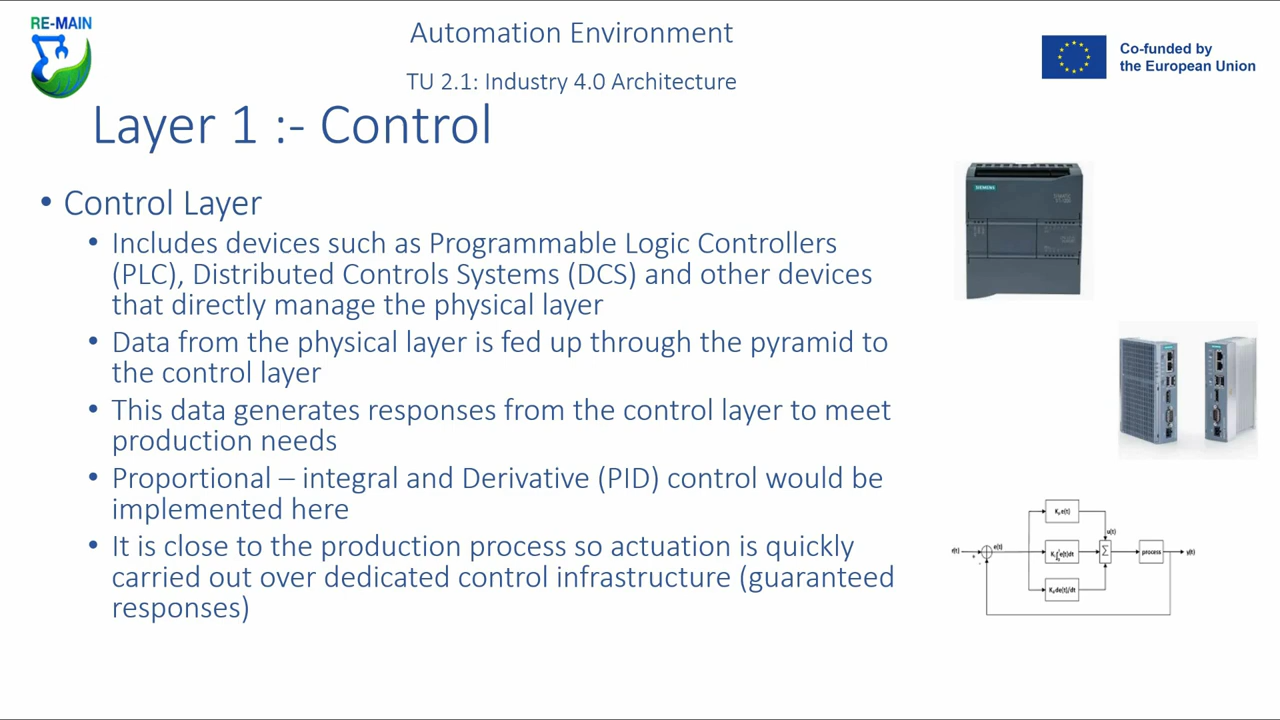 RE-MAIN
Automation Environment
TU 2.1: Industry 4.0 Architecture
Co-funded by
the European Union
Layer 1 :- Control
• Control Layer
• Includes devices such as Programmable Logic Controllers
(PLC), Distributed Controls Systems (DCS) and other devices
that directly manage the physical layer
• Data from the physical layer is fed up through the pyramid to
the control layer
• This data generates responses from the control layer to meet
production needs
• Proportional – integral and Derivative (PID) control would be
implemented here
• It is close to the production process so actuation is quickly
carried out over dedicated control infrastructure (guaranteed
responses)
SIEMENS
r(t)
e(t)
u(t)
Σ
process
y(t)